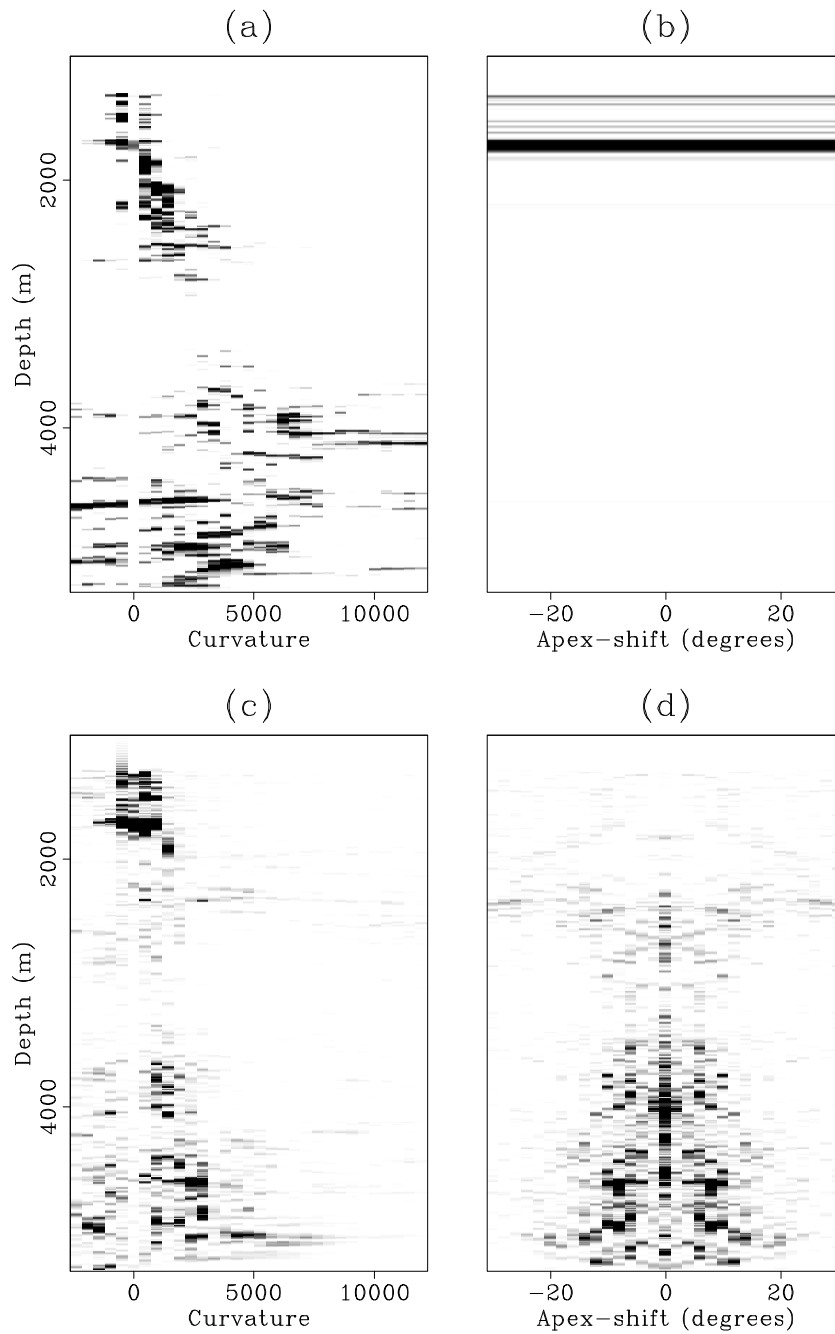 (a)
(b)
Depth (m)
2000
4000
0 5000 10000
Curvature
−20 0 20
Apex−shift (degrees)
(c)
(d)
Depth (m)
2000
4000
0 5000 10000
Curvature
−20 0 20
Apex−shift (degrees)